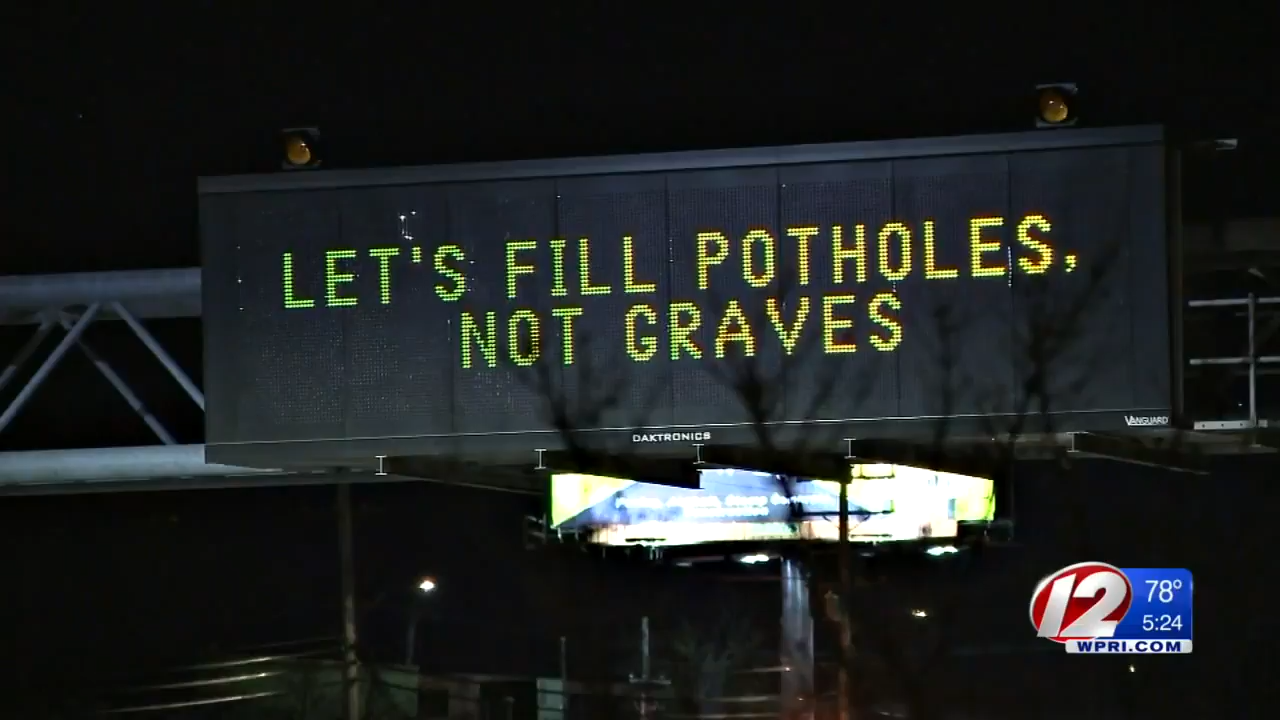 LET'S FILL POTHOLES,
NOT GRAVES
DAKTRONICS
VANGUARD
12
78°
5:24
WPRI.COM